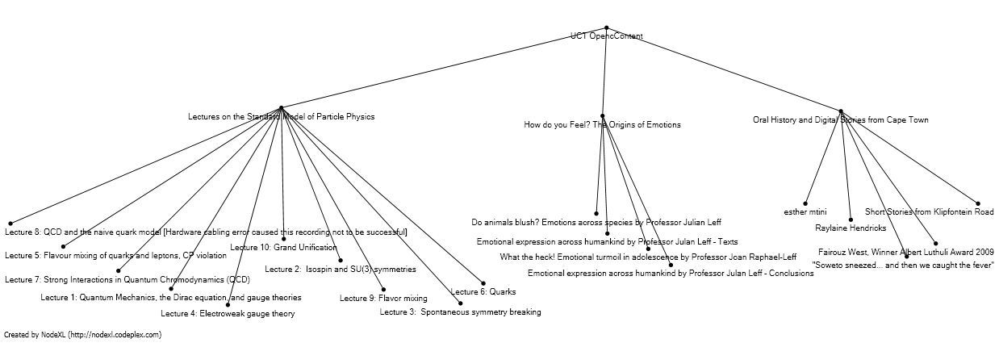 UCT OpencContent
Lectures on the Standard Model of Particle Physics
How do you Feel? The Origins of Emotions
Oral History and Digital Stories from Cape Town
Lecture 8: QCD and the naive quark model [Hardware cabling error caused this recording not to be successful]
Lecture 5: Flavour mixing of quarks and leptons, CP violation
Lecture 7: Strong Interactions in Quantum Chromodynamics (QCD)
Lecture 1: Quantum Mechanics, the Dirac equation, and gauge theories
Lecture 4: Electroweak gauge theory
Lecture 10: Grand Unification
Lecture 2:  Isospin and SU(3) symmetries
Lecture 9: Flavor mixing
Lecture 3:  Spontaneous symmetry breaking
Lecture 6: Quarks
Do animals blush? Emotions across species by Professor Julian Leff
Emotional expression across humankind by Professor Julan Leff - Texts
What the heck! Emotional turmoil in adolescence by Professor Joan Raphael-Leff
Emotional expression across humankind by Professor Julan Leff - Conclusions
esther mtini
Raylaine Hendricks
Short Stories from Klipfontein Road
Fairouz West, Winner Albert Luthuli Award 2009
"Soweto sneezed... and then we caught the fever"
Created by NodeXL (http://nodexl.codeplex.com)